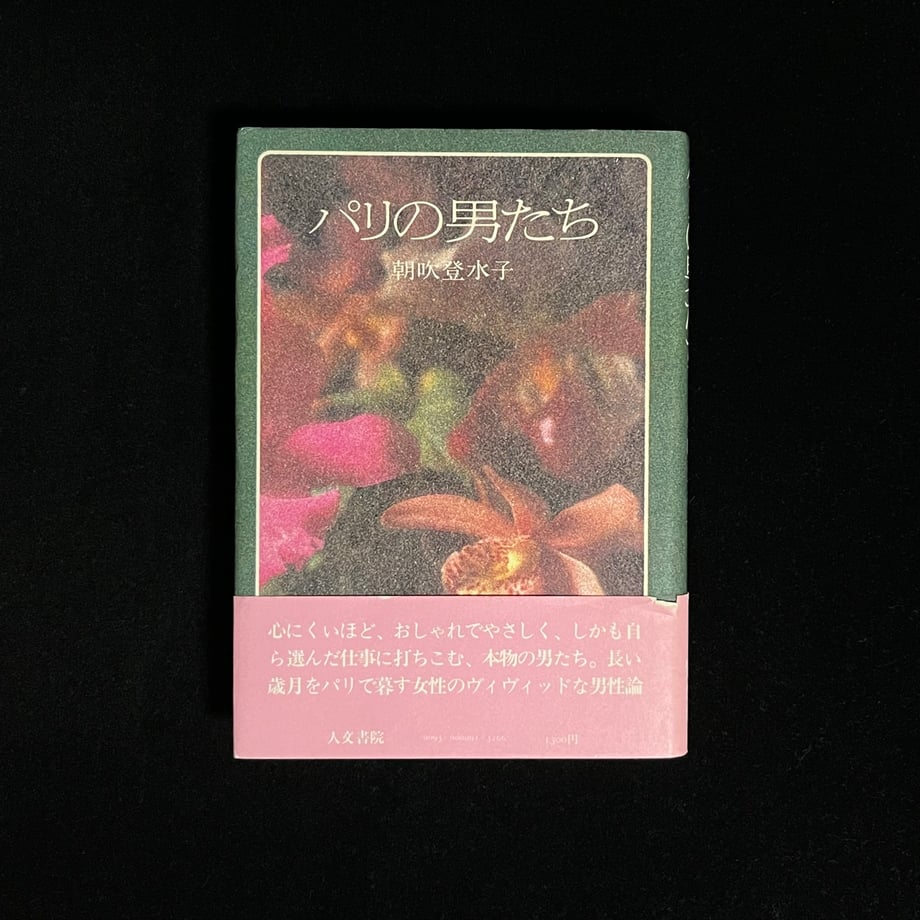 パリの男たち
朝吹登水子
心にくいほど、おしゃれでやさしく、しかも自
ら選んだ仕事に打ちこむ、本物の男たち。長い
歳月をパリで暮す女性のヴィヴィッドな男性論
人文書院 1300円